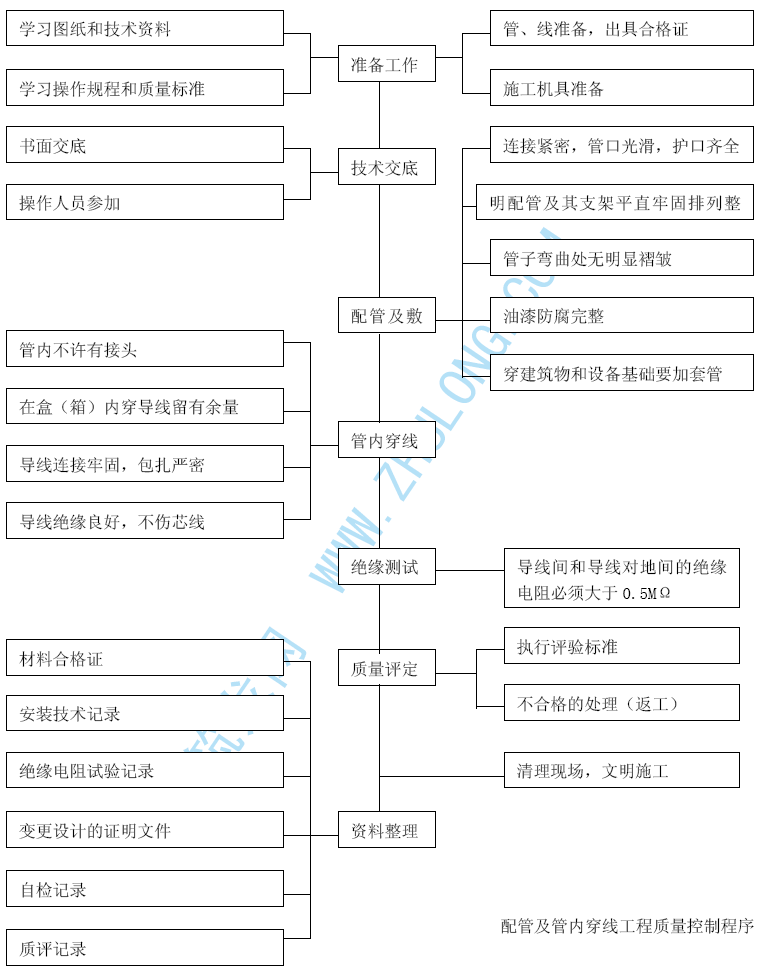 学习图纸和技术资料
管、线准备，出具合格证
准备工作
学习操作规程和质量标准
施工机具准备
书面交底
连接紧密，管口光滑，护口齐全
技术交底
操作人员参加
明配管及其支架平直牢固排列整
管子弯曲处无明显褶皱
配管及敷
油漆防腐完整
管内不许有接头
穿建筑物和设备基础要加套管
在盒（箱）内穿导线留有余量
管内穿线
导线连接牢固，包扎严密
导线绝缘良好，不伤芯线
绝缘测试
导线间和导线对地间的绝缘
电阻必须大于 0.5MΩ
材料合格证
质量评定
执行评验标准
安装技术记录
不合格的处理（返工）
绝缘电阻试验记录
清理现场，文明施工
变更设计的证明文件
资料整理
自检记录
质评记录
配管及管内穿线工程质量控制程序
筑龙网 WWW.ZHULONG.COM